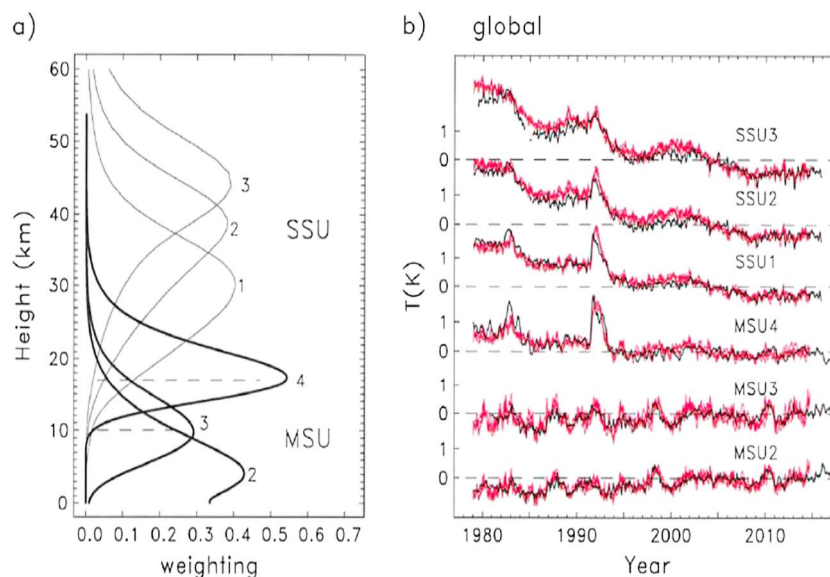 a)
60
50
40
30
20
10
0
Height (km)
3
2
1
SSU
4
3
2
MSU
0.0 0.1 0.2 0.3 0.4 0.5 0.6 0.7
weighting
b) global
1
0
1
0
1
0
1
0
1
0
1
0
T(K)
SSU3
SSU2
SSU1
MSU4
MSU3
MSU2
1980 1990 2000 2010
Year